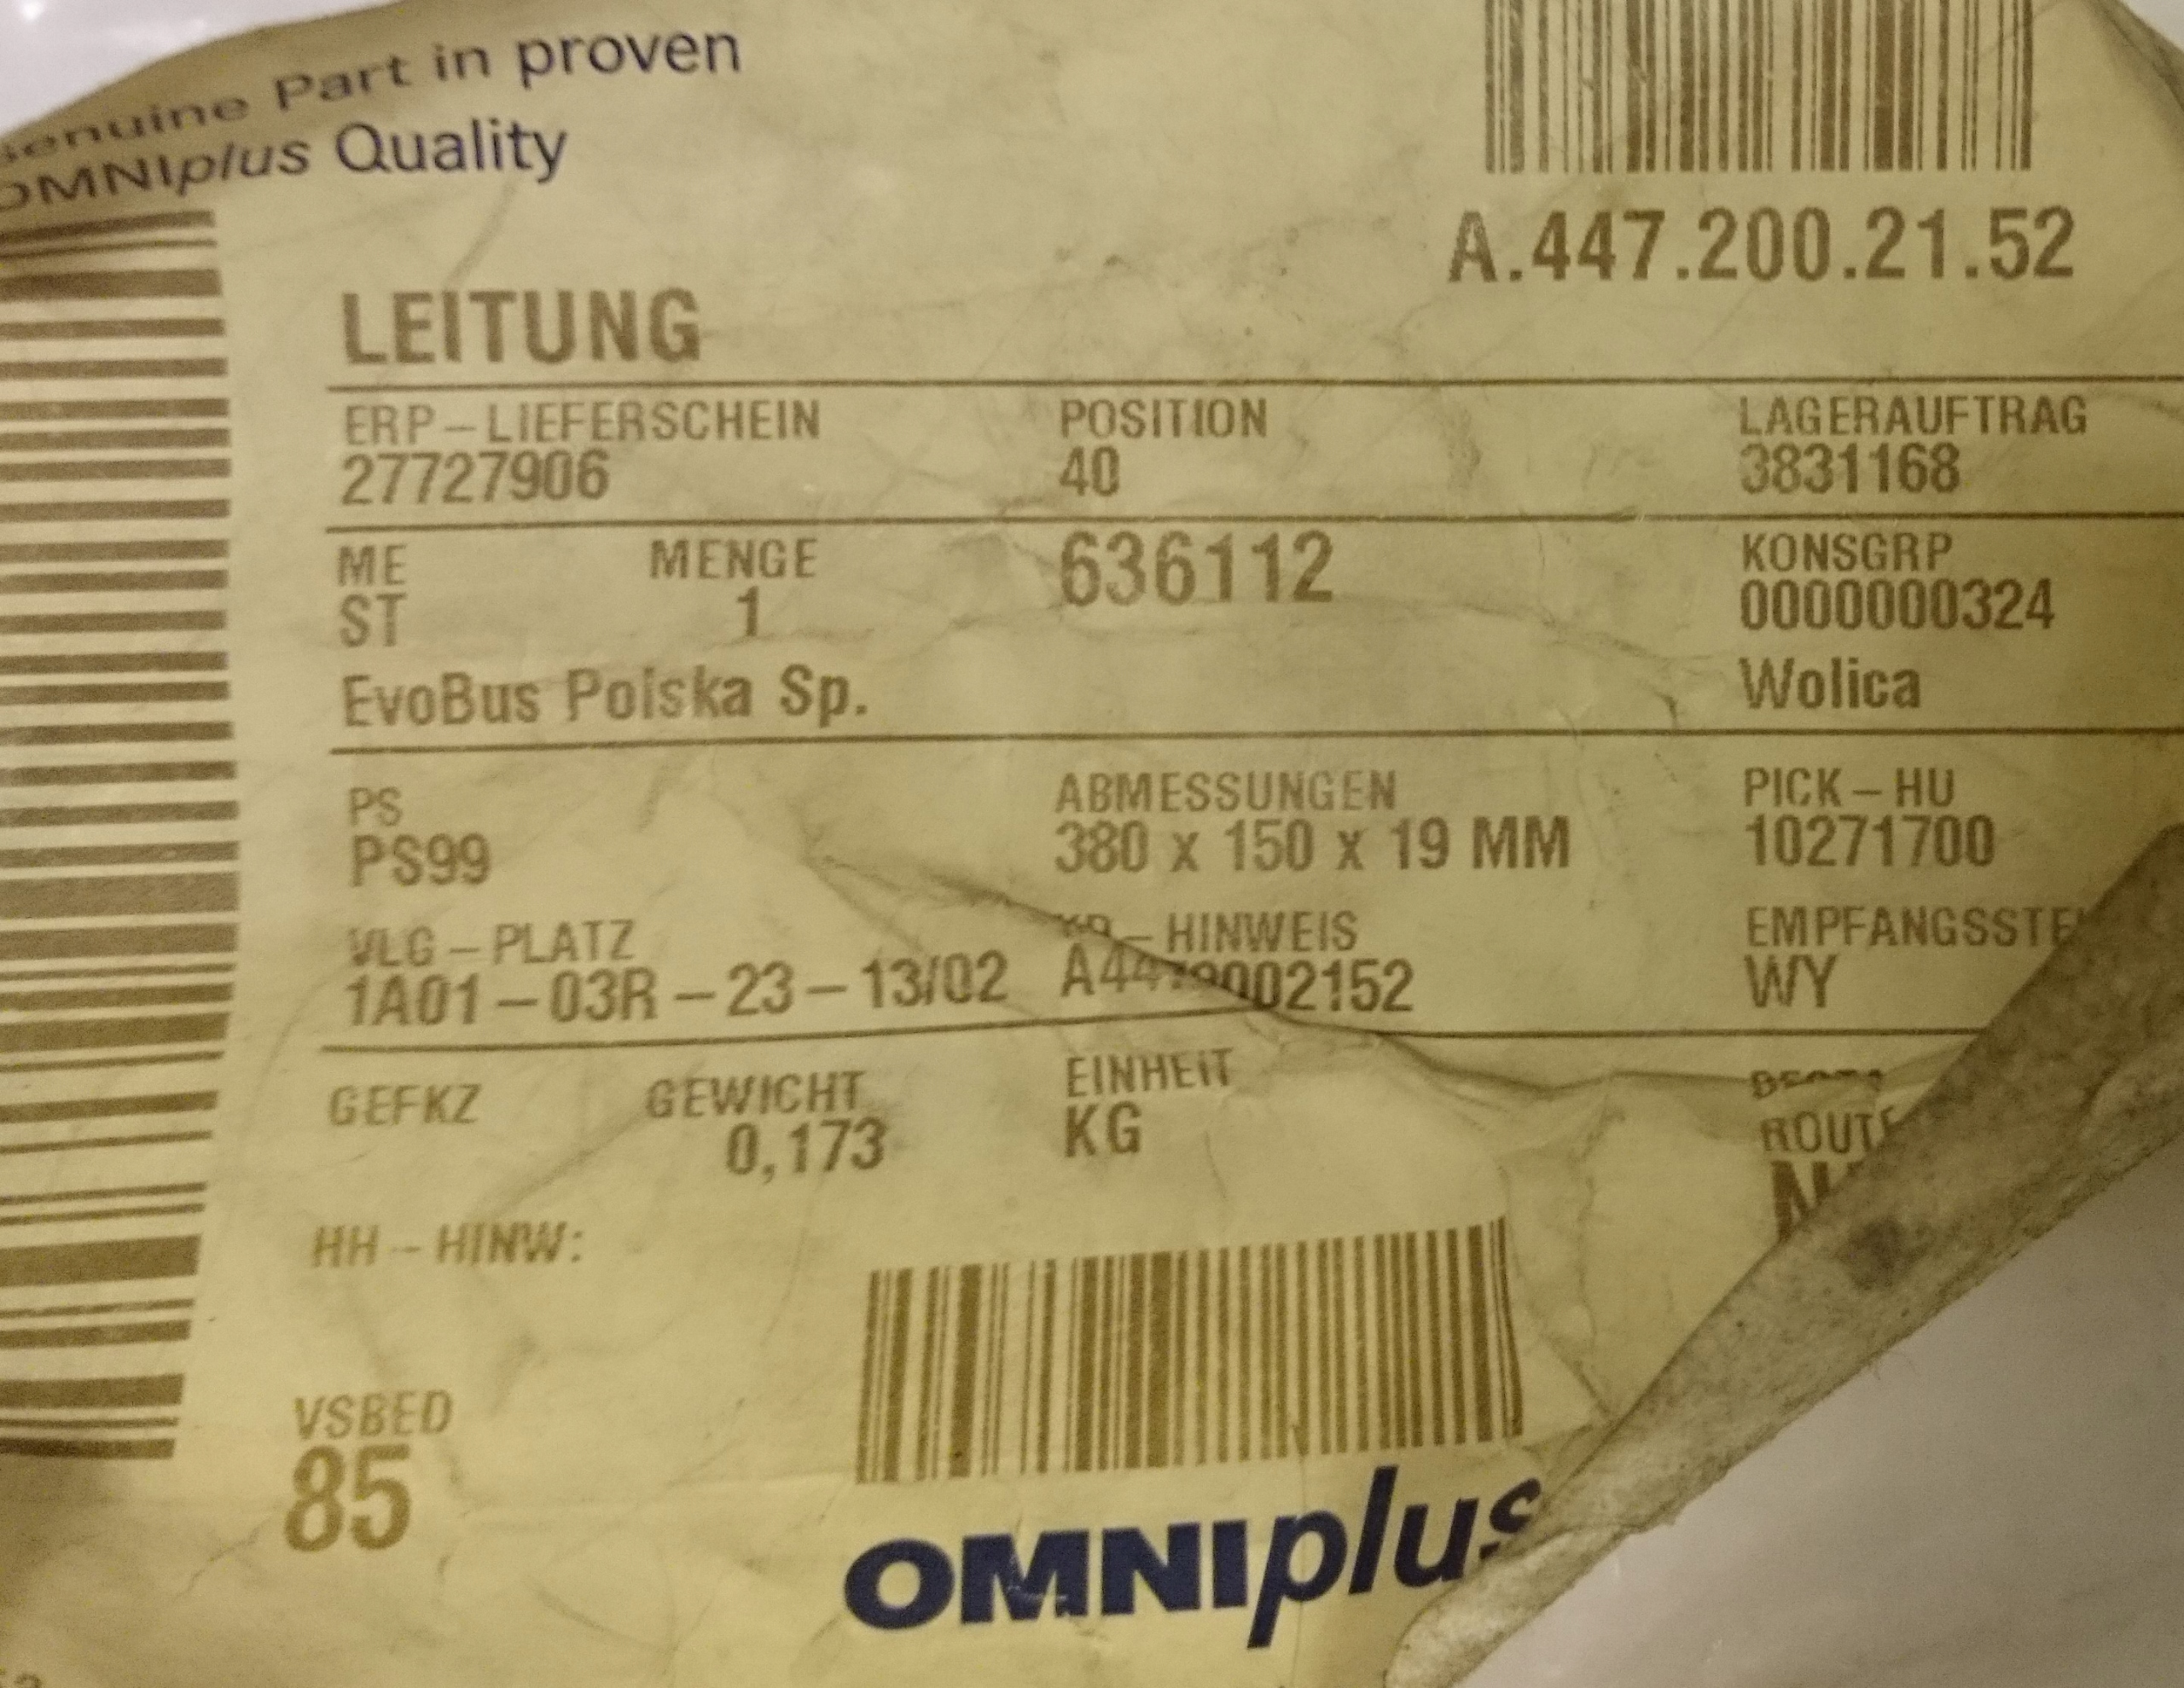 Genuine Part in proven
OMNIplus Quality
A.447.200.21.52
LEITUNG
ERP-LIEFERSCHEIN POSITION LAGERAUFTRAG
27727906 40 3831168
ME MENGE 636112 KONSGRP
ST 1 0000000324
EvoBus Polska Sp. Wolica
PS ABMESSUNGEN PICK-HU
PS99 380 x 150 x 19 MM 10271700
VLG-PLATZ HINWEIS
1A01-03R-23-13/02 A4472002152 WY
GEFKZ GEWICHT EINHEIT
0,173 KG ROUTE
HH-HINW:
VSBED
85
OMNIplus